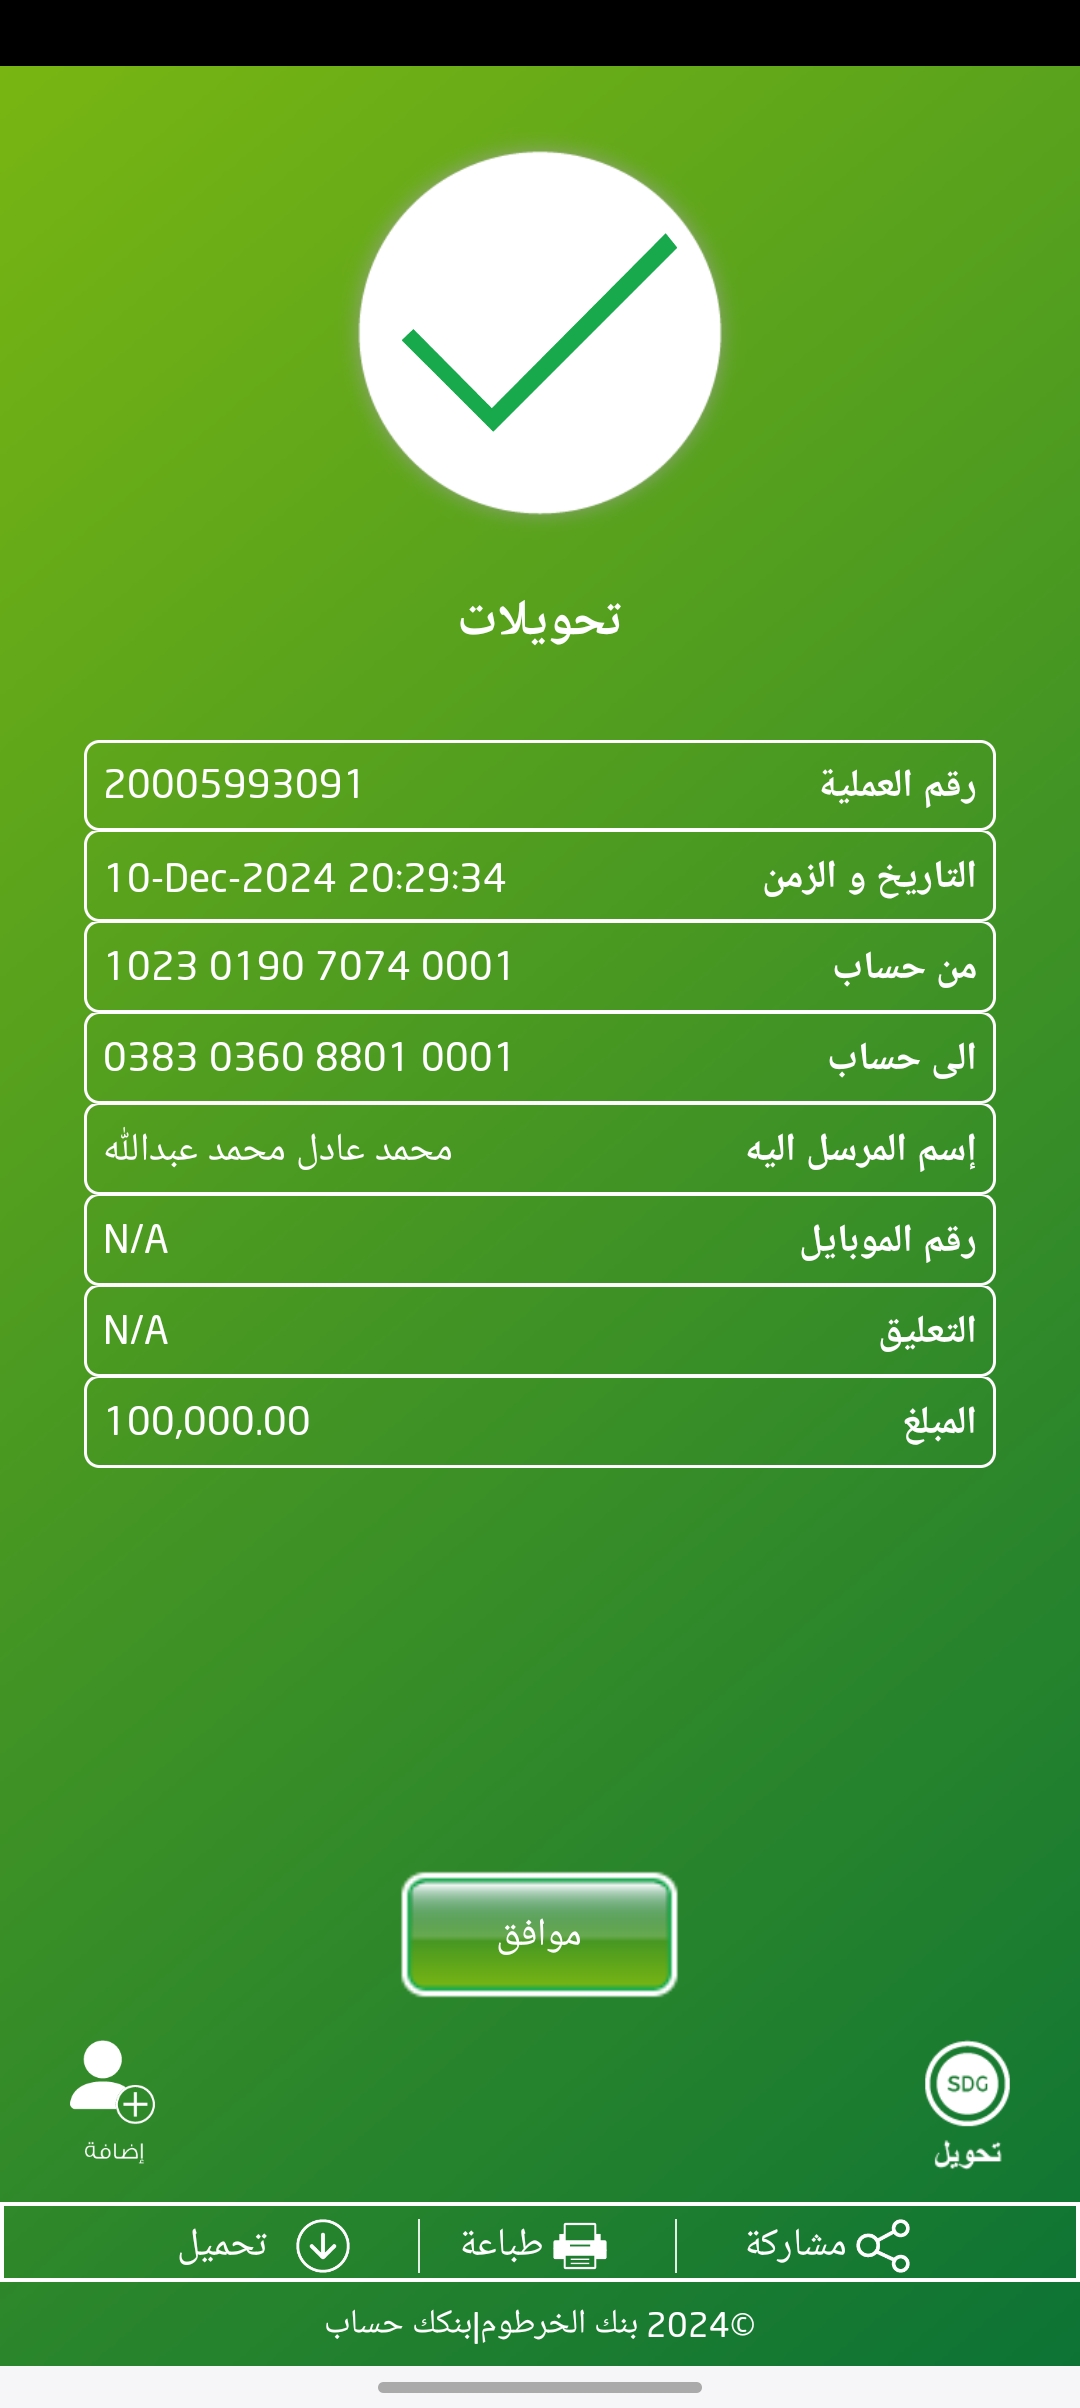 تحويلات
رقم العملية 20005993091
التاريخ و الزمن 10-Dec-2024 20:29:34
من حساب 1023 0190 7074 0001
الى حساب 0383 0360 8801 0001
إسم المرسل اليه محمد عادل محمد عبدالله
رقم الموبايل N/A
التعليق N/A
المبلغ 100,000.00
موافق
SDG
تحويل
إضافة
مشاركة
طباعة
تحميل
©2024 بنك الخرطوم|بنكك حساب